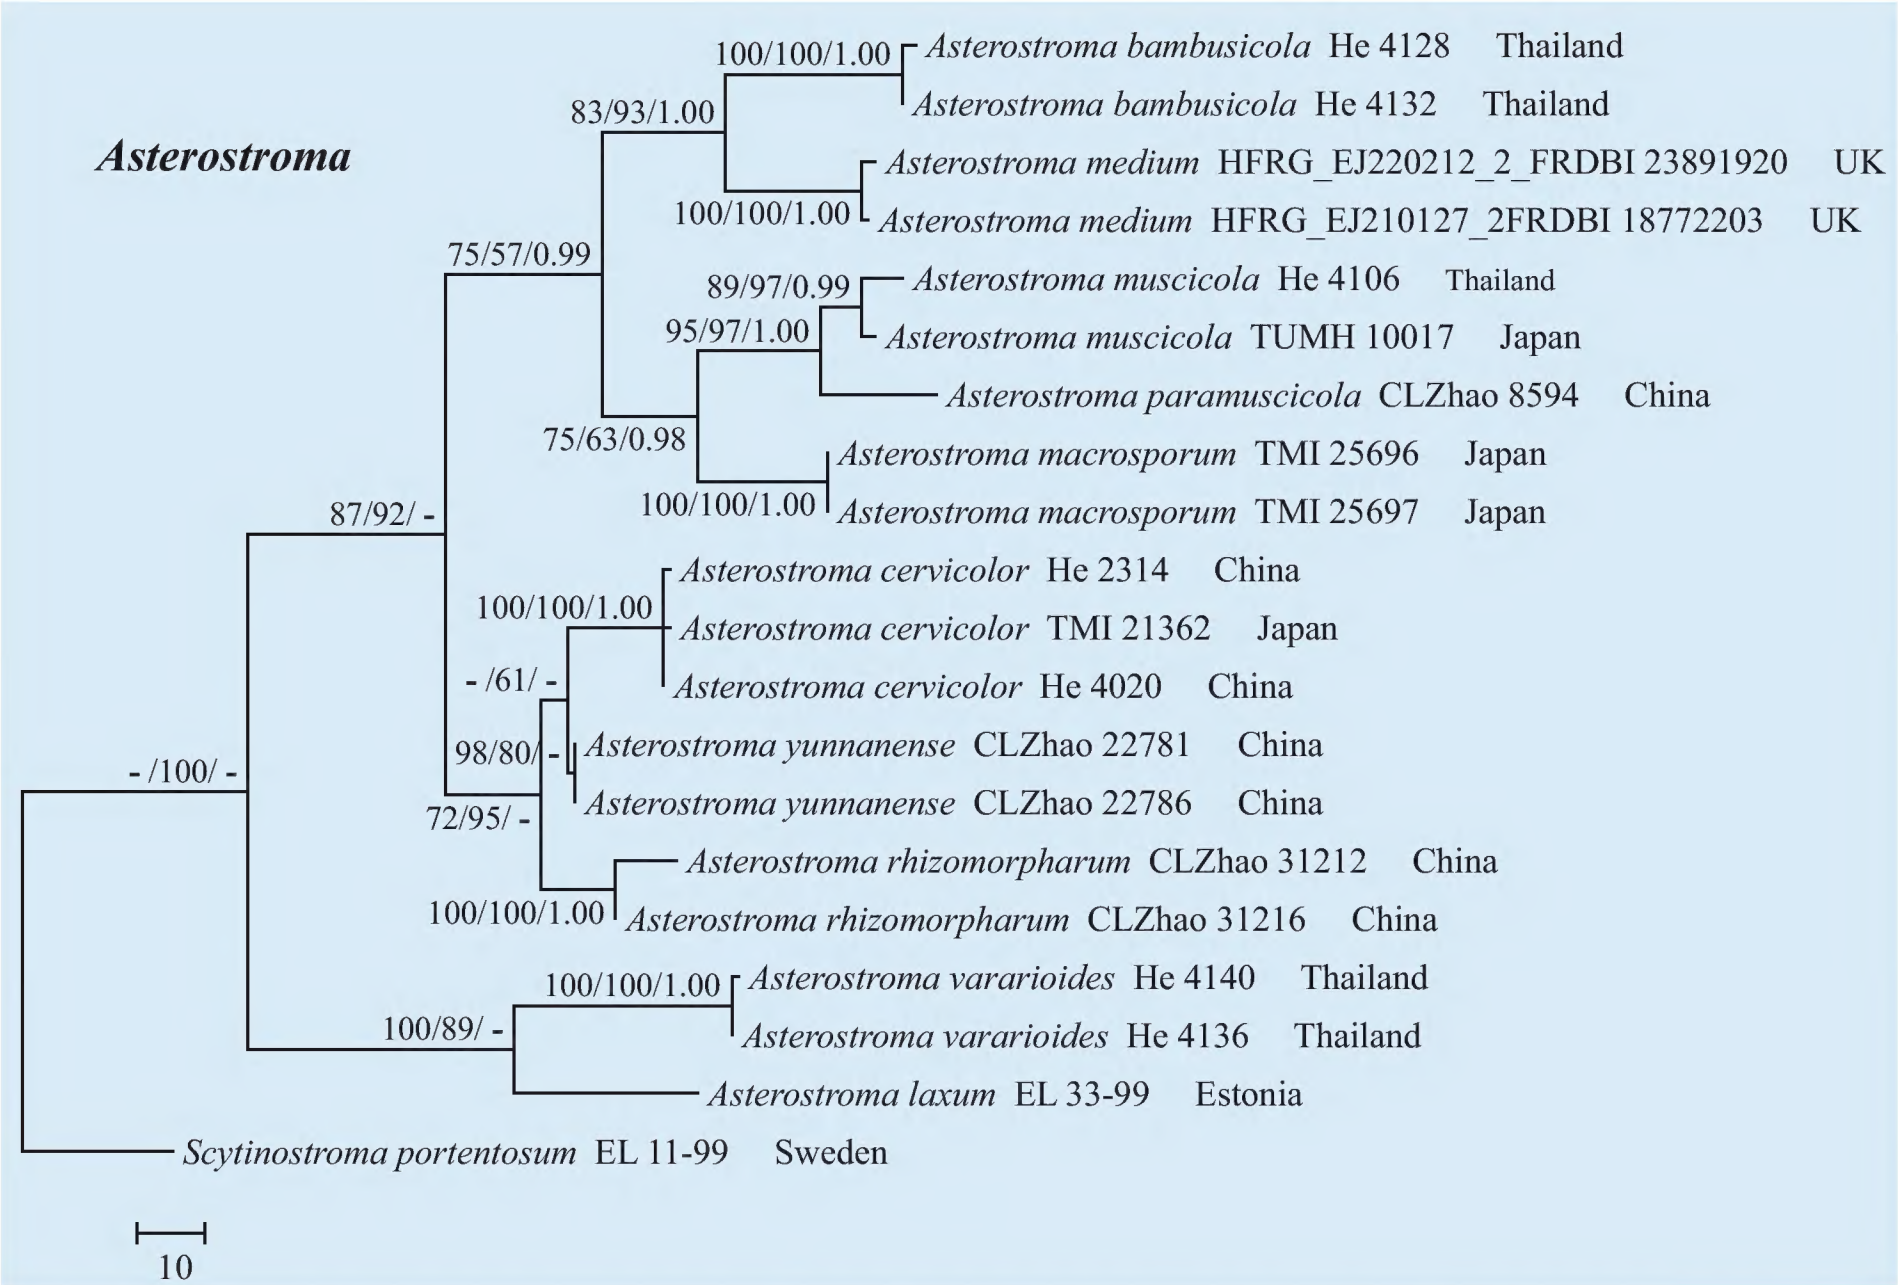 100/100/1.00 Asterostroma bambusicola He 4128 Thailand
Asterostroma bambusicola He 4132 Thailand
83/93/1.00
Asterostroma
Asterostroma medium HFRG_EJ220212_2_FRDBI 23891920 UK
100/100/1.00 Asterostroma medium HFRG_EJ210127_2FRDBI 18772203 UK
75/57/0.99
89/97/0.99 Asterostroma muscicola He 4106 Thailand
95/97/1.00 Asterostroma muscicola TUMH 10017 Japan
Asterostroma paramuscicola CLZhao 8594 China
75/63/0.98
Asterostroma macrosporum TMI 25696 Japan
100/100/1.00 Asterostroma macrosporum TMI 25697 Japan
87/92/ -
Asterostroma cervicolor He 2314 China
100/100/1.00
Asterostroma cervicolor TMI 21362 Japan
- /61/ - Asterostroma cervicolor He 4020 China
98/80/ - Asterostroma yunnanense CLZhao 22781 China
- /100/ -
Asterostroma yunnanense CLZhao 22786 China
72/95/ -
Asterostroma rhizomorpharum CLZhao 31212 China
100/100/1.00 Asterostroma rhizomorpharum CLZhao 31216 China
100/100/1.00 Asterostroma vararioides He 4140 Thailand
100/89/ - Asterostroma vararioides He 4136 Thailand
Asterostroma laxum EL 33-99 Estonia
Scytinostroma portentosum EL 11-99 Sweden
10